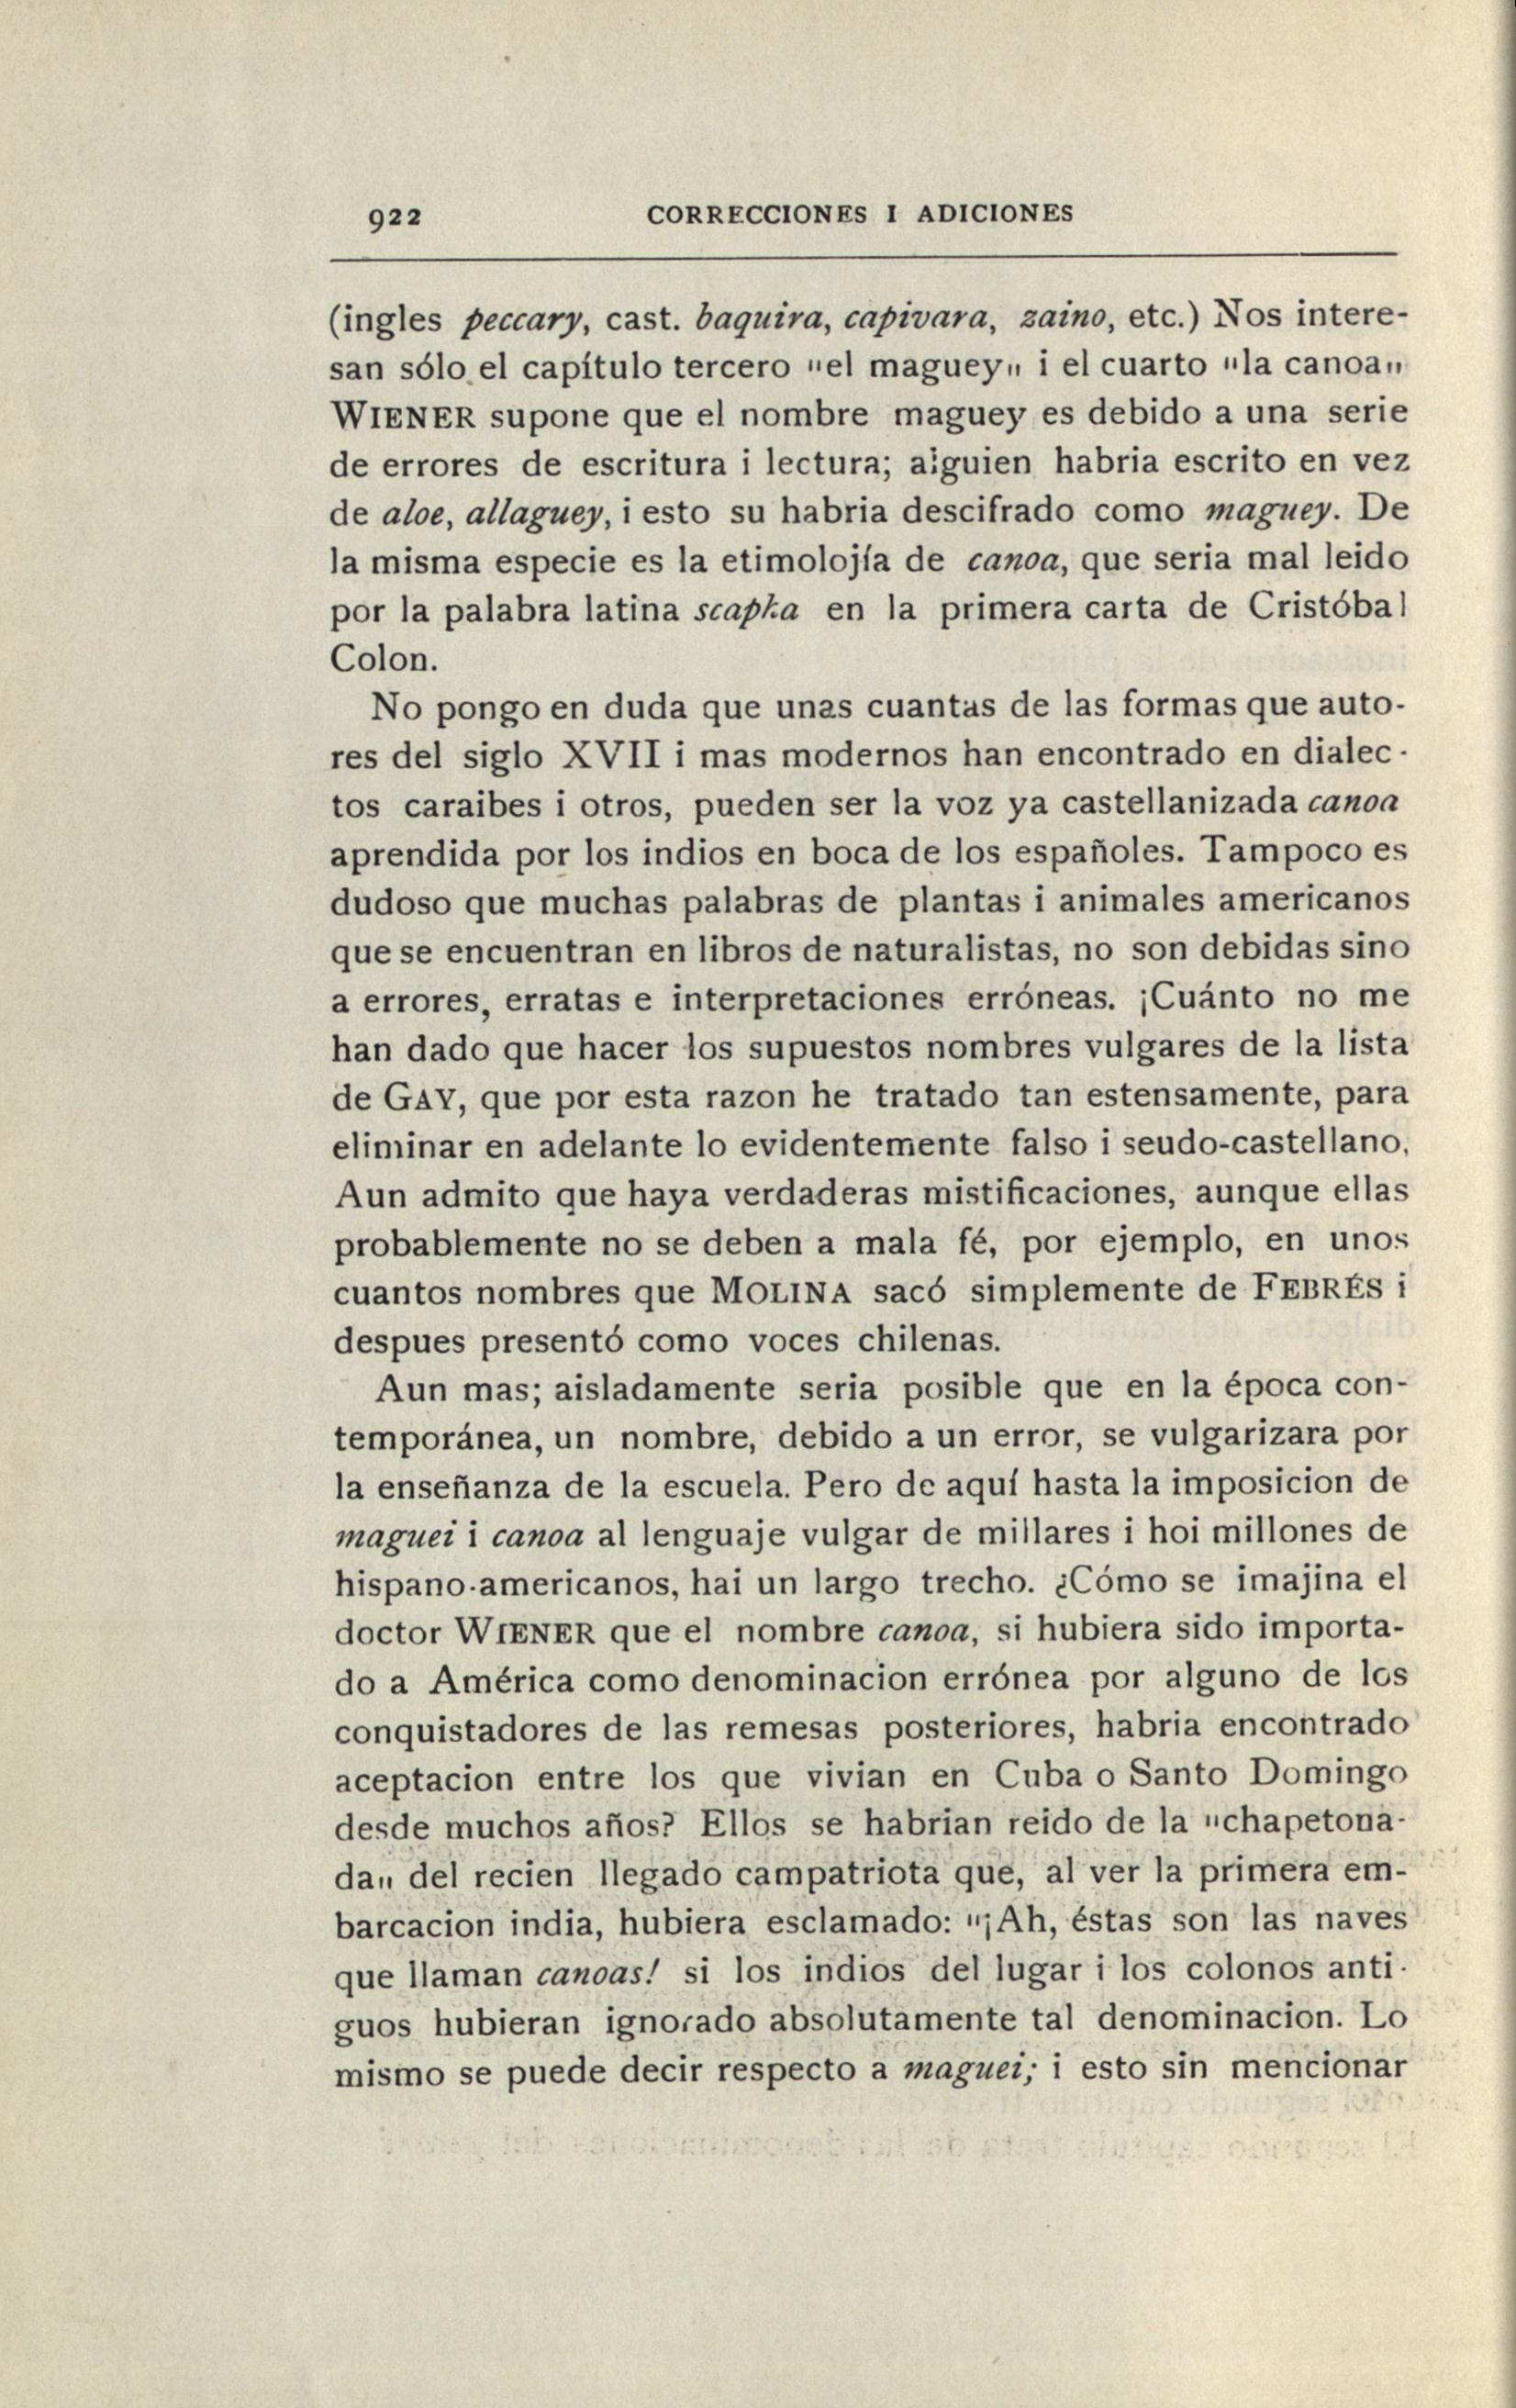 922 CORRECCIONES I ADICIONES
(ingles peccary, cast. baquira, capivara, zaino, etc.) Nos intere-
san sólo el capítulo tercero "el maguey" i el cuarto "la canoa"
WIENER supone que el nombre maguey es debido a una serie
de errores de escritura i lectura; alguien habria escrito en vez
de aloe, allaguey, i esto su habria descifrado como maguey. De
la misma especie es la etimolojía de canoa, que seria mal leido
por la palabra latina scapha en la primera carta de Cristóbal
Colon.
No pongo en duda que unas cuantas de las formas que auto-
res del siglo XVII i mas modernos han encontrado en dialec-
tos caraibes i otros, pueden ser la voz ya castellanizada canoa
aprendida por los indios en boca de los españoles. Tampoco es
dudoso que muchas palabras de plantas i animales americanos
que se encuentran en libros de naturalistas, no son debidas sino
a errores, erratas e interpretaciones erróneas. ¡Cuánto no me
han dado que hacer los supuestos nombres vulgares de la lista
de GAY, que por esta razon he tratado tan estensamente, para
eliminar en adelante lo evidentemente falso i seudo-castellano,
Aun admito que haya verdaderas mistificaciones, aunque ellas
probablemente no se deben a mala fé, por ejemplo, en unos
cuantos nombres que MOLINA sacó simplemente de FEBRÉS i
despues presentó como voces chilenas.
Aun mas; aisladamente seria posible que en la época con-
temporánea, un nombre, debido a un error, se vulgarizara por
la enseñanza de la escuela. Pero de aquí hasta la imposicion de
maguei i canoa al lenguaje vulgar de millares i hoi millones de
hispano-americanos, hai un largo trecho. ¿Cómo se imajina el
doctor WIENER que el nombre canoa, si hubiera sido importa-
do a América como denominacion errónea por alguno de los
conquistadores de las remesas posteriores, habria encontrado
aceptacion entre los que vivian en Cuba o Santo Domingo
desde muchos años? Ellos se habrian reido de la "chapetona-
da" del recien llegado campatriota que, al ver la primera em-
barcacion india, hubiera esclamado: "¡Ah, éstas son las naves
que llaman canoas! si los indios del lugar i los colonos anti-
guos hubieran ignorado absolutamente tal denominacion. Lo
mismo se puede decir respecto a maguei; i esto sin mencionar